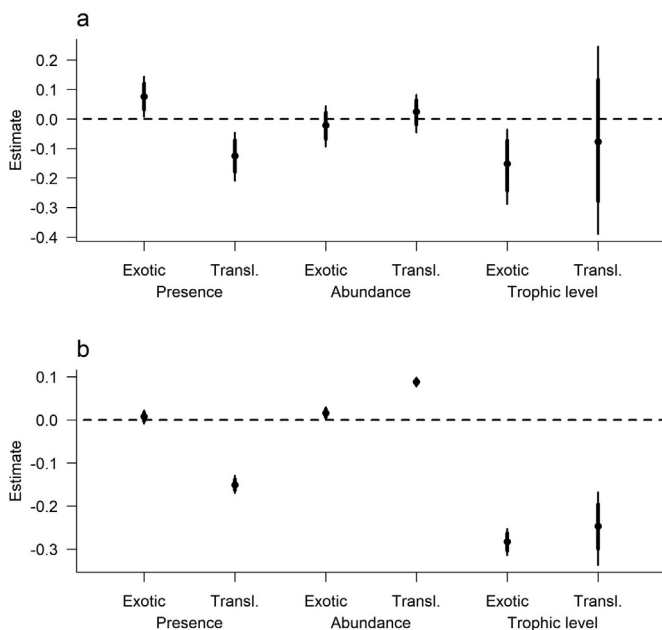 a
0.2
0.1
0.0
-0.1
-0.2
-0.3
-0.4
Estimate
Exotic Transl. Exotic Transl. Exotic Transl.
Presence Abundance Trophic level
b
0.1
0.0
-0.1
-0.2
-0.3
Estimate
Exotic Transl. Exotic Transl. Exotic Transl.
Presence Abundance Trophic level